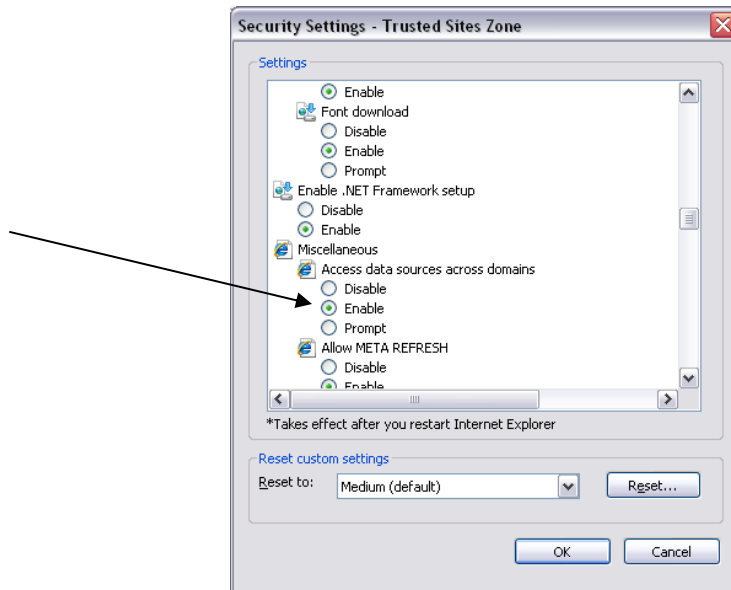 Security Settings - Trusted Sites Zone
Settings
Enable
Font download
Disable
Enable
Prompt
Enable .NET Framework setup
Disable
Enable
Miscellaneous
Access data sources across domains
Disable
Enable
Prompt
Allow META REFRESH
Disable
Enable
*Takes effect after you restart Internet Explorer
Reset custom settings
Reset to: Medium (default) Reset...
OK Cancel